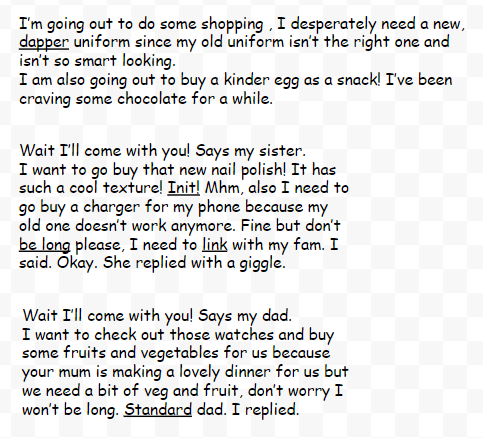 I'm going out to do some shopping , I desperately need a new,
dapper uniform since my old uniform isn't the right one and
isn't so smart looking.
I am also going out to buy a kinder egg as a snack! I've been
craving some chocolate for a while.
Wait I'll come with you! Says my sister.
I want to go buy that new nail polish! It has
such a cool texture! Init! Mhm, also I need to
go buy a charger for my phone because my
old one doesn't work anymore. Fine but don't
be long please, I need to link with my fam. I
said. Okay. She replied with a giggle.
Wait I'll come with you! Says my dad.
I want to check out those watches and buy
some fruits and vegetables for us because
your mum is making a lovely dinner for us but
we need a bit of veg and fruit, don't worry I
won't be long. Standard dad. I replied.